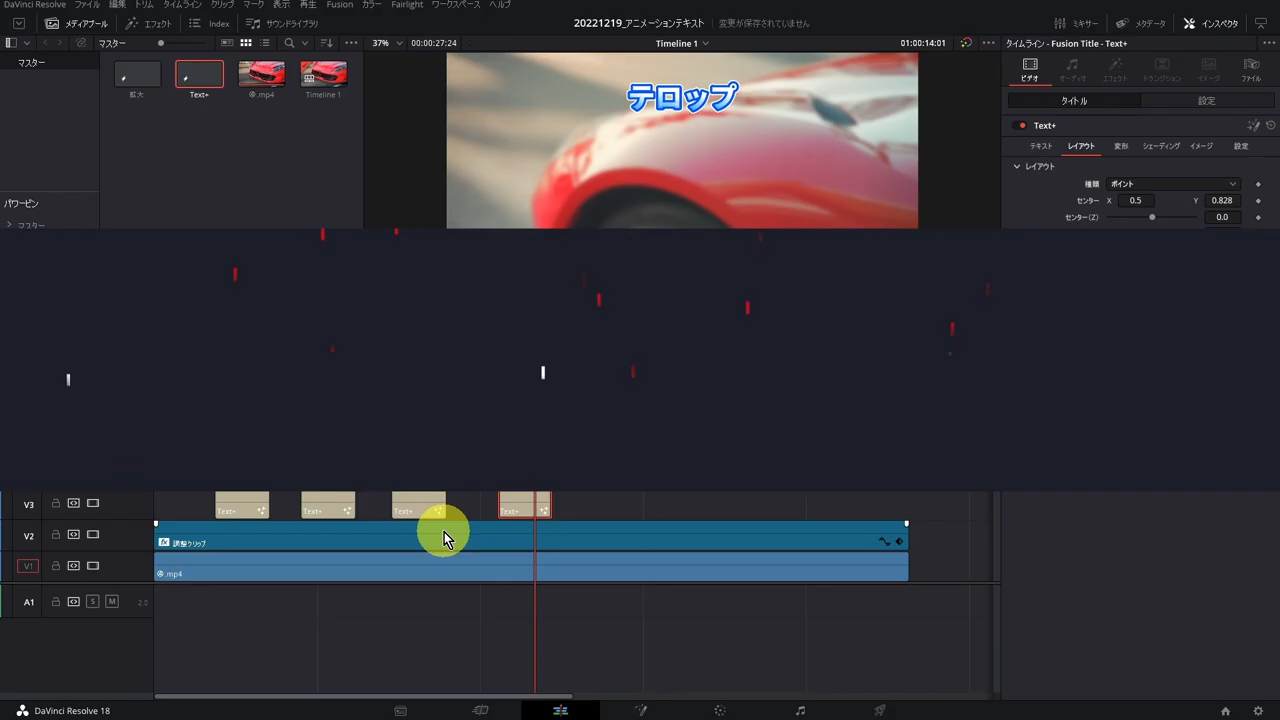 DaVinci Resolve ファイル 編集 トリム タイムライン クリップ マーク 表示 再生 Fusion カラー Fairlight ワークスペース ヘルプ
メディアプール エフェクト Index サウンドライブラリ 20221219_アニメーションテキスト 変更が保存されていません ミキサー メタデータ インスペクタ
マスター 37% 00:00:27:24 Timeline 1 01:00:14:01 タイムライン - Fusion Title - Text+
マスター
ビデオ オーディオ エフェクト トランジション イメージ ファイル
拡大 Text+ .mp4 Timeline 1
テロップ
タイトル 設定
Text+
テキスト レイアウト 変形 シェーディング イメージ 設定
レイアウト
種類 ポイント
パワービン
センター X 0.5 Y 0.828
マスター
センター(Z) 0.0
V3 Text+ Text+ Text+ Text+
V2 fx 調整クリップ
V1 .mp4
A1 S M 2.0
DaVinci Resolve 18